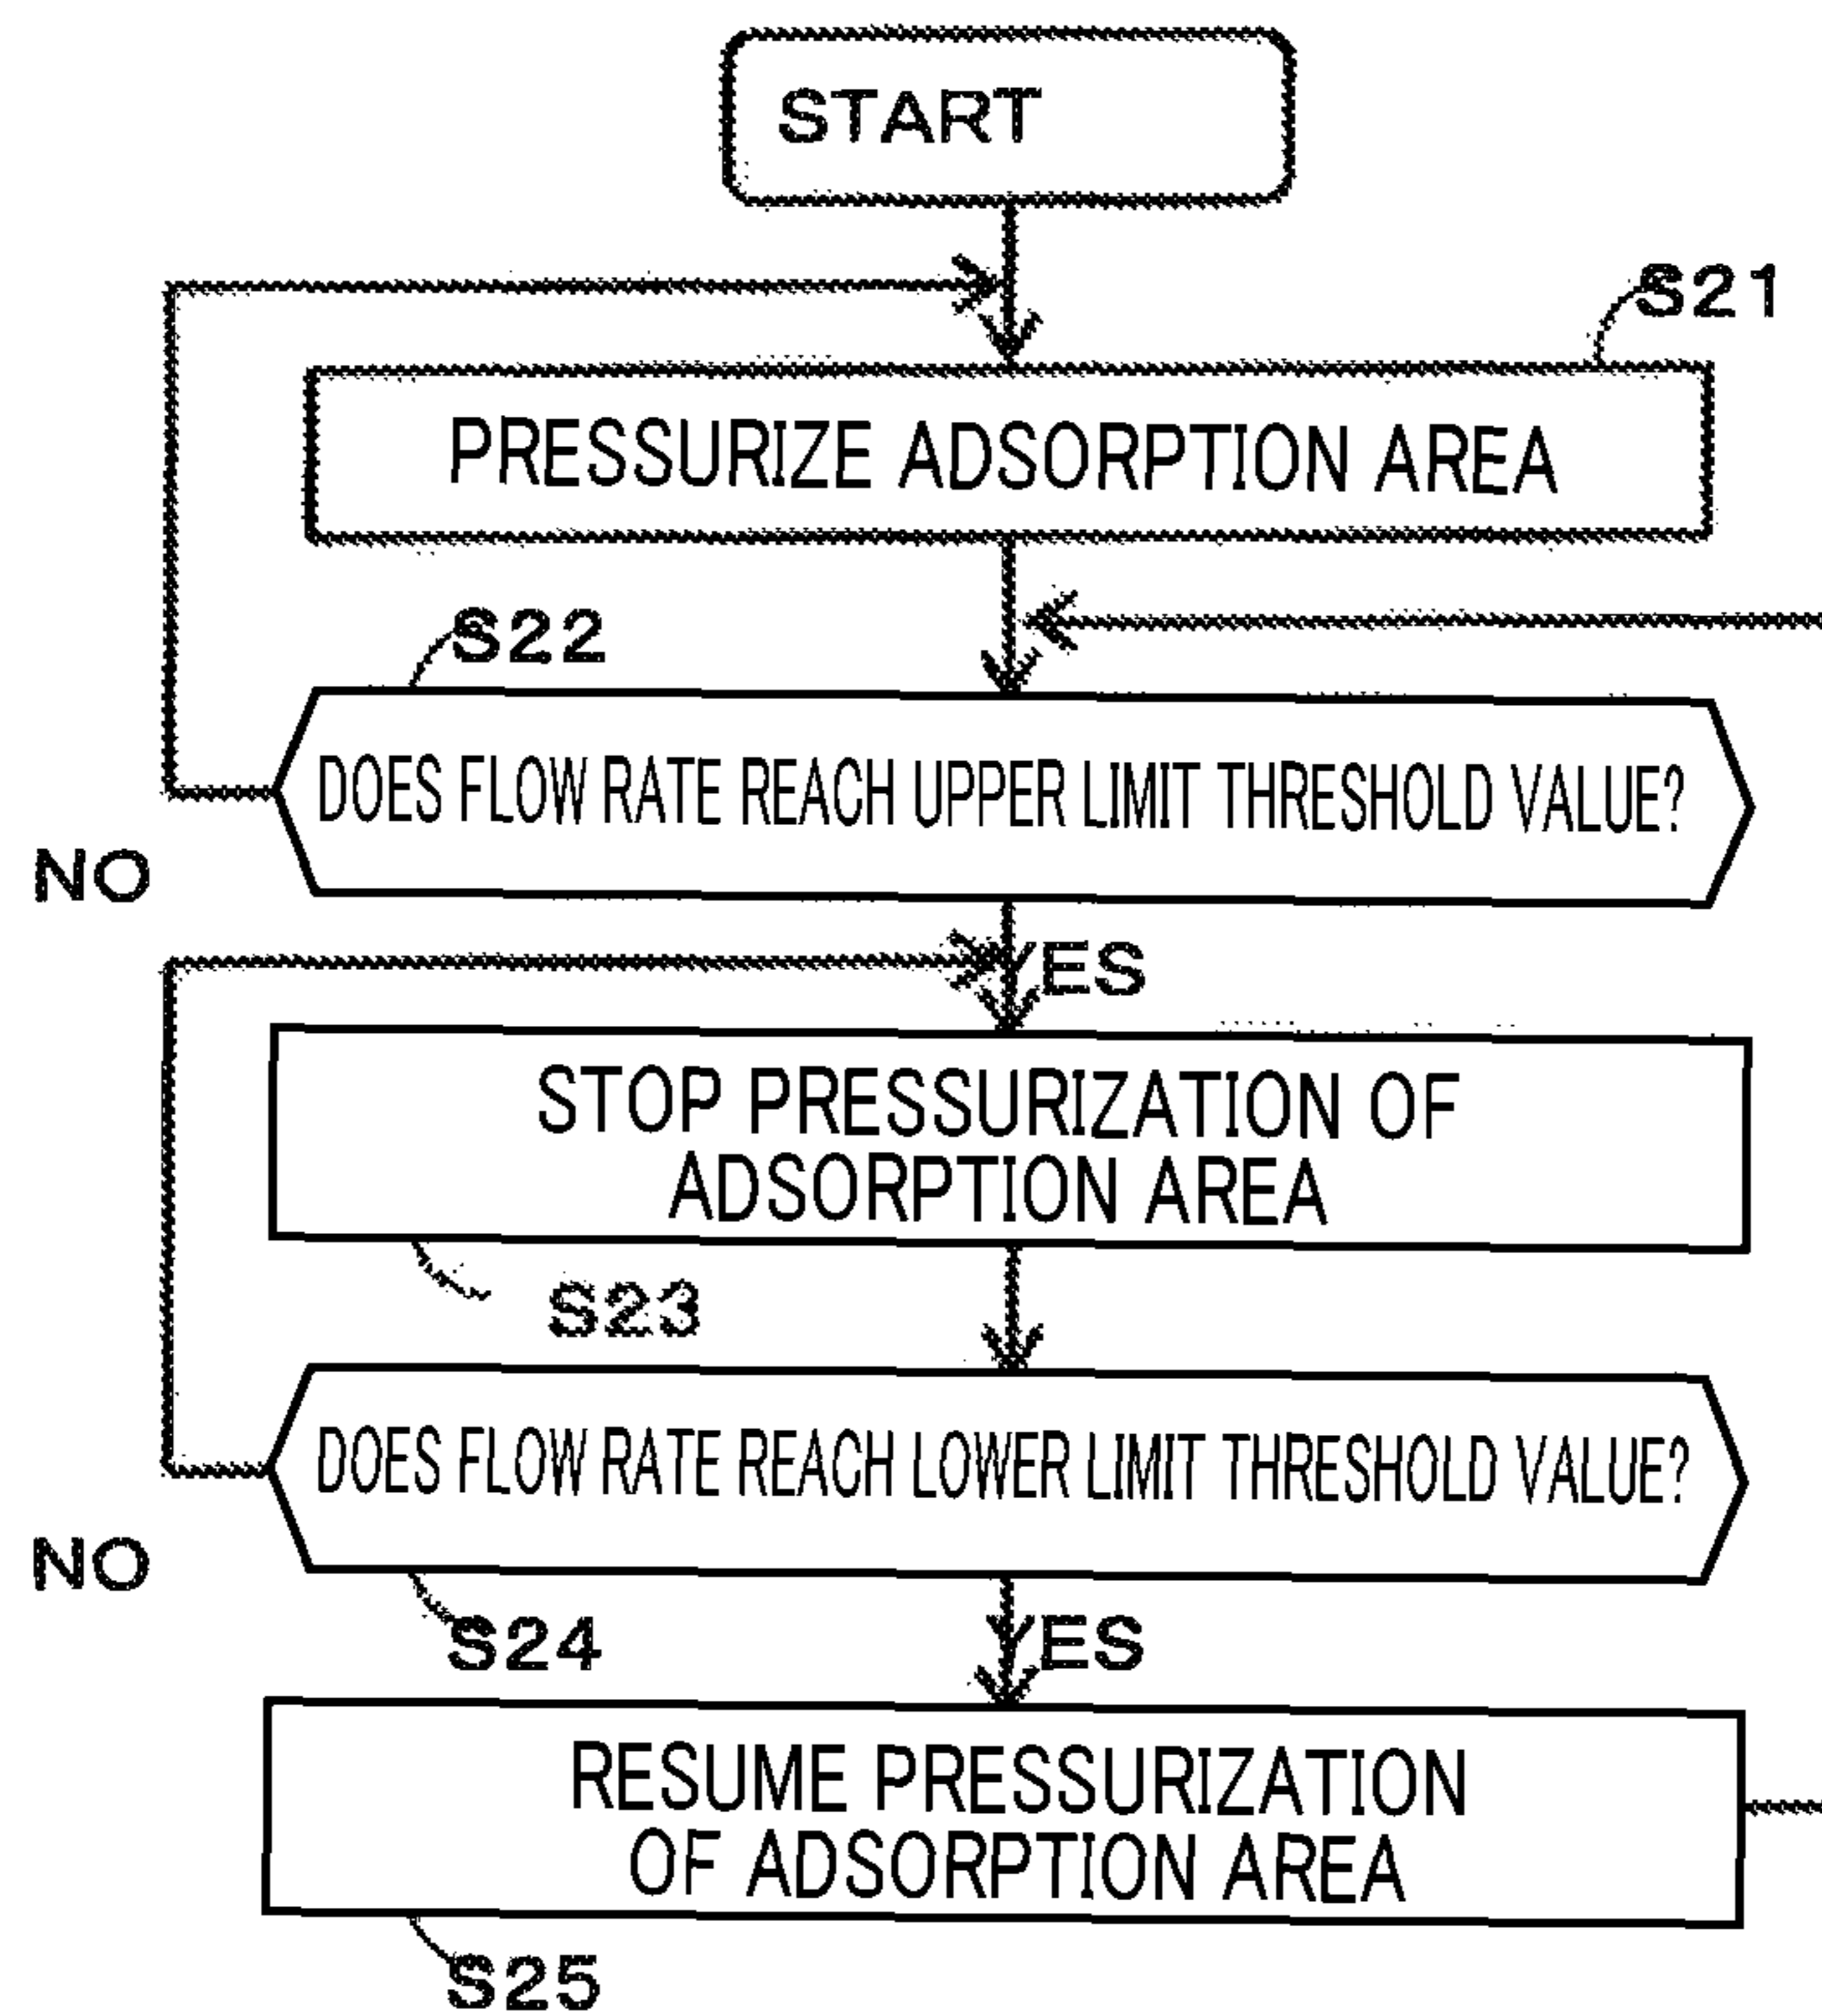 START
S21
PRESSURIZE ADSORPTION AREA
S22
DOES FLOW RATE REACH UPPER LIMIT THRESHOLD VALUE?
NO
YES
STOP PRESSURIZATION OF
ADSORPTION AREA
S23
DOES FLOW RATE REACH LOWER LIMIT THRESHOLD VALUE?
NO
S24
YES
RESUME PRESSURIZATION
OF ADSORPTION AREA
S25